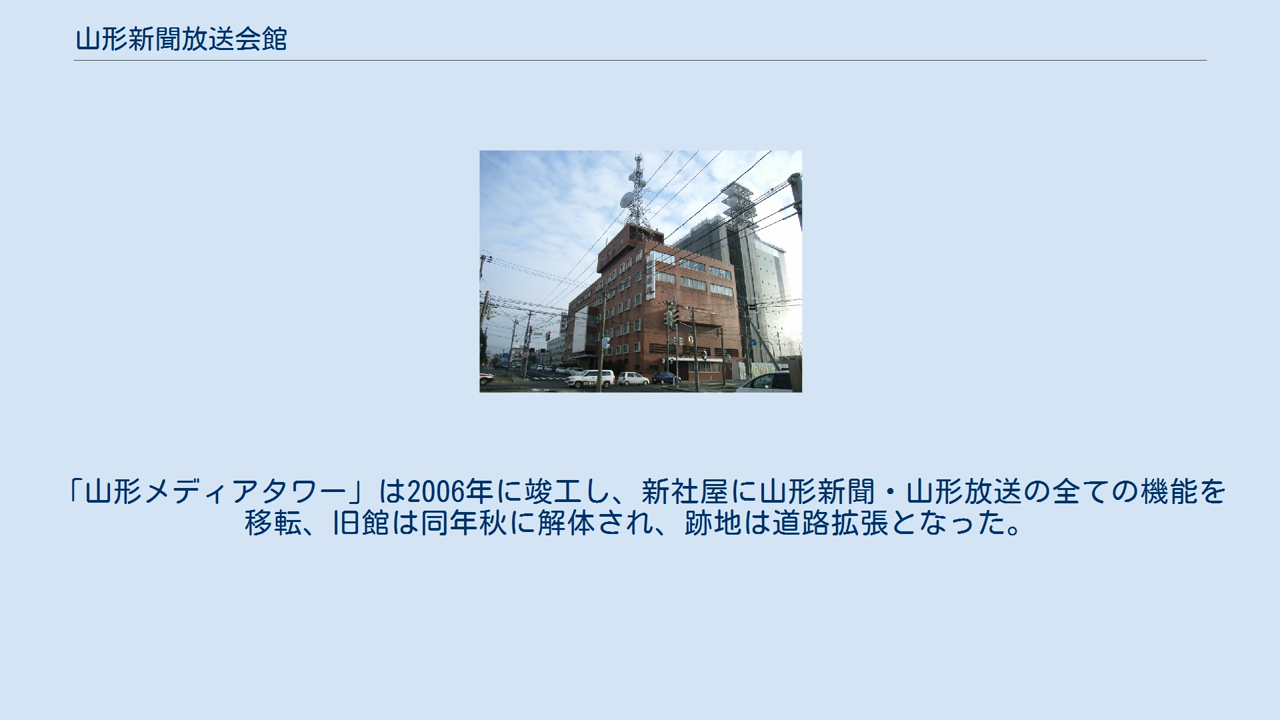 山形新聞放送会館
「山形メディアタワー」は2006年に竣工し、新社屋に山形新聞・山形放送の全ての機能を
移転、旧館は同年秋に解体され、跡地は道路拡張となった。